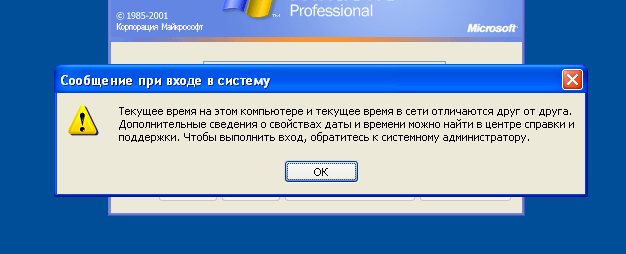 Professional
© 1985-2001
Корпорация Майкрософт
Microsoft
Сообщение при входе в систему
Текущее время на этом компьютере и текущее время в сети отличаются друг от друга.
Дополнительные сведения о свойствах даты и времени можно найти в центре справки и
поддержки. Чтобы выполнить вход, обратитесь к системному администратору.
ОК